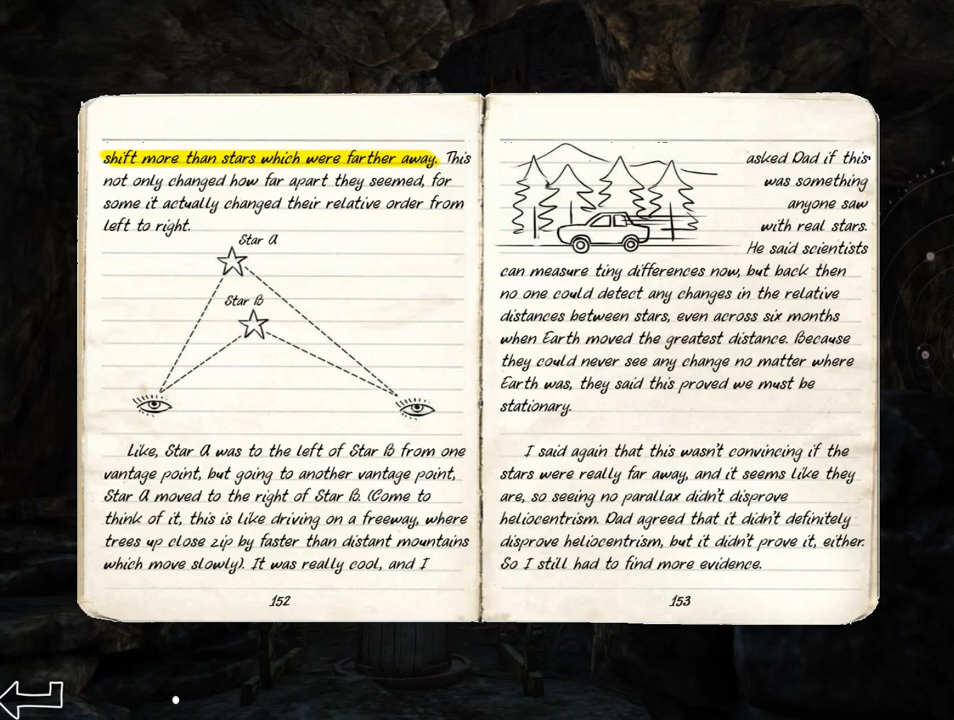 shift more than stars which were farther away. This
not only changed how far apart they seemed, for
some it actually changed their relative order from
left to right.
Star A
Star B
Like, Star A was to the left of Star B from one
vantage point, but going to another vantage point,
Star A moved to the right of Star B. (Come to
think of it, this is like driving on a freeway, where
trees up close zip by faster than distant mountains
which move slowly). It was really cool, and I
152
asked Dad if this
was something
anyone saw
with real stars.
He said scientists
can measure tiny differences now, but back then
no one could detect any changes in the relative
distances between stars, even across six months
when Earth moved the greatest distance. Because
they could never see any change no matter where
Earth was, they said this proved we must be
stationary.
I said again that this wasn't convincing if the
stars were really far away, and it seems like they
are, so seeing no parallax didn't disprove
heliocentrism. Dad agreed that it didn't definitely
disprove heliocentrism, but it didn't prove it, either.
So I still had to find more evidence.
153